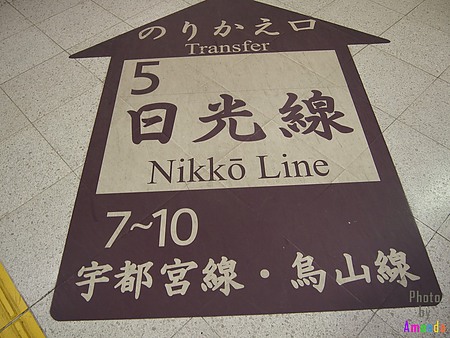 のりかえ口
Transfer
5
日光線
Nikkō Line
7~10
宇都宮線・烏山線
Photo
by
Amanda